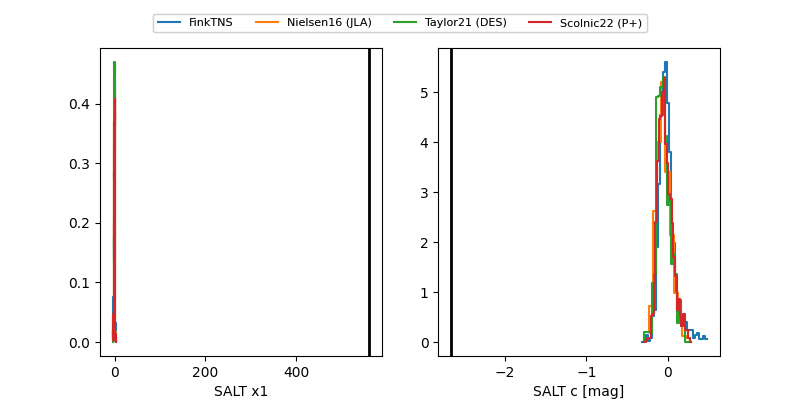 FinkTNS Nielsen16 (JLA) Taylor21 (DES) Scolnic22 (P+)
0.4
0.3
0.2
0.1
0.0
0 200 400
SALT x1
5
4
3
2
1
0
−2 −1 0
SALT c [mag]